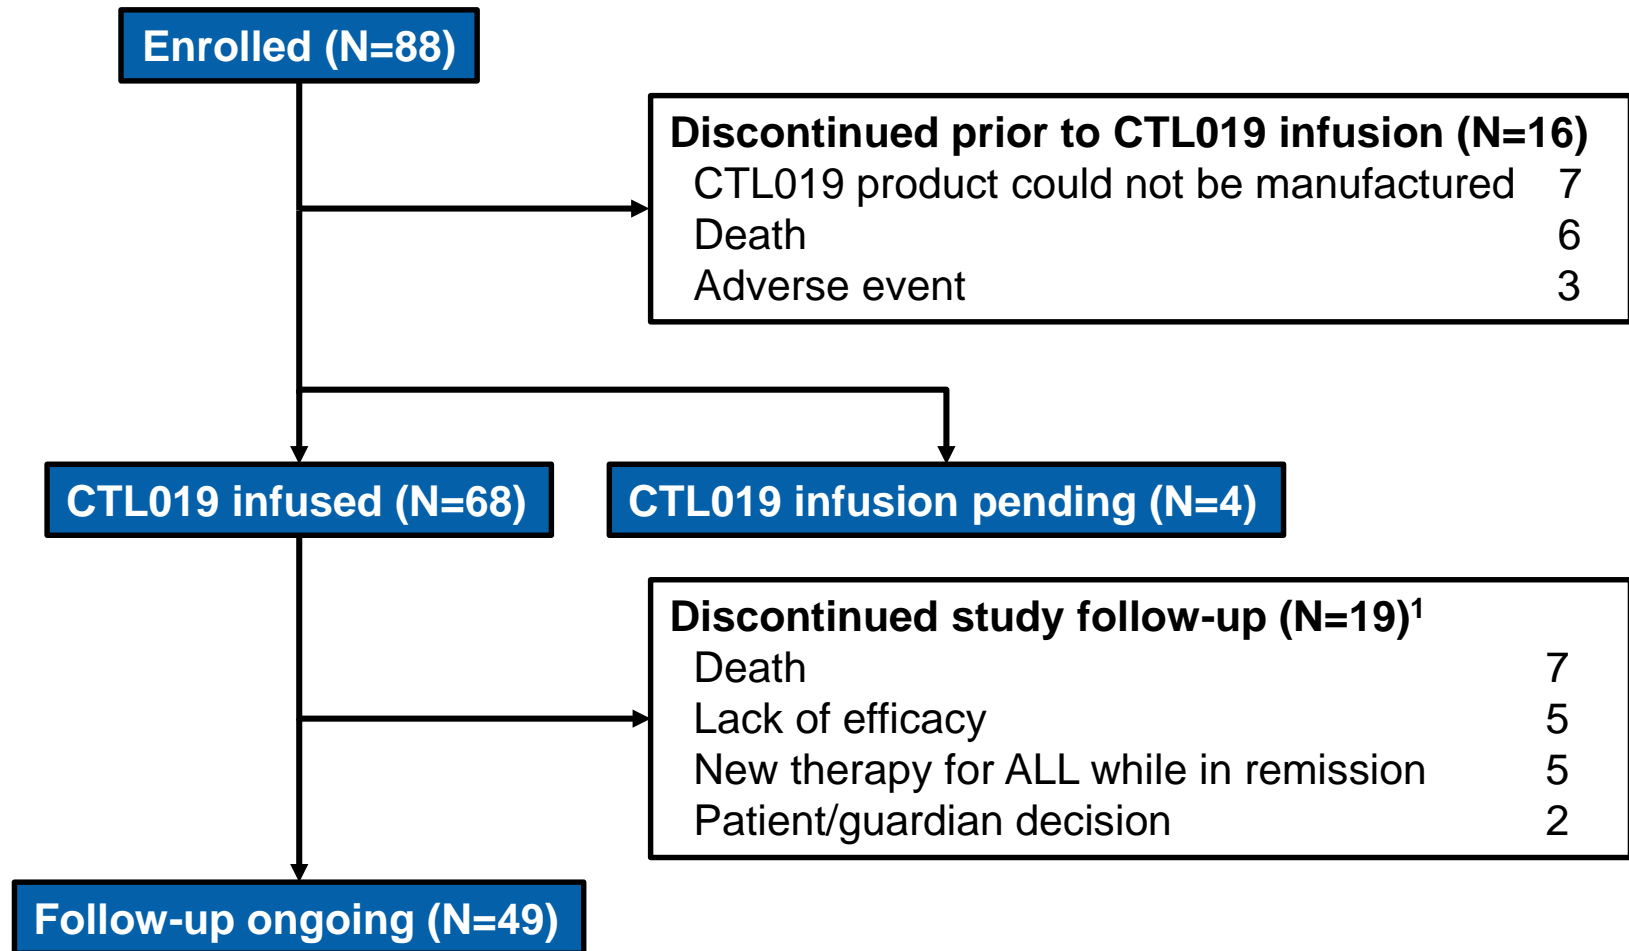 Enrolled (N=88)
Discontinued prior to CTL019 infusion (N=16)
CTL019 product could not be manufactured 7
Death 6
Adverse event 3
CTL019 infused (N=68)
CTL019 infusion pending (N=4)
Discontinued study follow-up (N=19)¹
Death 7
Lack of efficacy 5
New therapy for ALL while in remission 5
Patient/guardian decision 2
Follow-up ongoing (N=49)